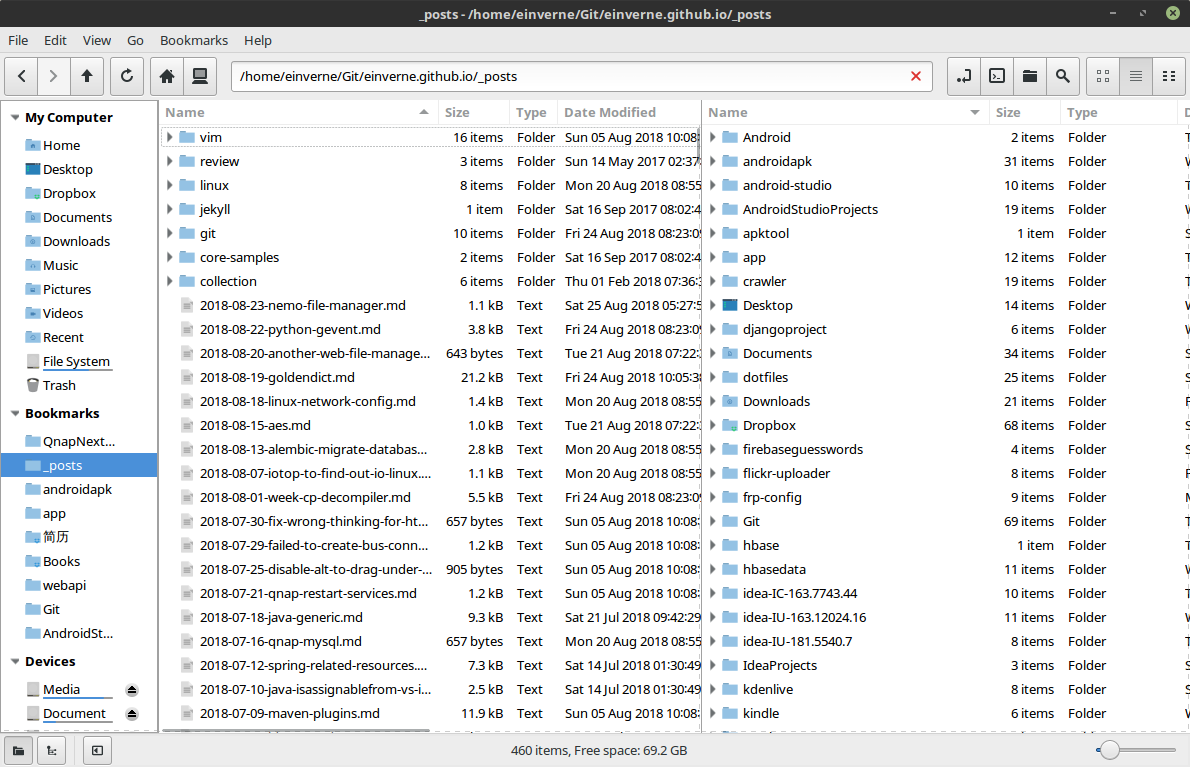 _posts - /home/einverne/Git/einverne.github.io/_posts
File Edit View Go Bookmarks Help
/home/einverne/Git/einverne.github.io/_posts
My Computer
Home
Desktop
Dropbox
Documents
Downloads
Music
Pictures
Videos
Recent
File System
Trash
Bookmarks
QnapNext...
_posts
androidapk
app
简历
Books
webapi
Git
AndroidSt...
Devices
Media
Document
Name Size Type Date Modified
vim 16 items Folder Sun 05 Aug 2018 10:08:
review 3 items Folder Sun 14 May 2017 02:37:
linux 8 items Folder Mon 20 Aug 2018 08:55
jekyll 1 item Folder Sat 16 Sep 2017 08:02:4
git 10 items Folder Fri 24 Aug 2018 08:23:09
core-samples 2 items Folder Sat 16 Sep 2017 08:02:4
collection 6 items Folder Thu 01 Feb 2018 07:36:
2018-08-23-nemo-file-manager.md 1.1 kB Text Sat 25 Aug 2018 05:27:5
2018-08-22-python-gevent.md 3.8 kB Text Fri 24 Aug 2018 08:23:09
2018-08-20-another-web-file-manage... 643 bytes Text Tue 21 Aug 2018 07:22:
2018-08-19-goldendict.md 21.2 kB Text Fri 24 Aug 2018 10:05:38
2018-08-18-linux-network-config.md 1.4 kB Text Mon 20 Aug 2018 08:55
2018-08-15-aes.md 1.0 kB Text Tue 21 Aug 2018 07:22:
2018-08-13-alembic-migrate-databas... 2.8 kB Text Mon 20 Aug 2018 08:55
2018-08-07-iotop-to-find-out-io-linux.... 1.1 kB Text Mon 20 Aug 2018 08:55
2018-08-01-week-cp-decompiler.md 5.5 kB Text Fri 24 Aug 2018 08:23:09
2018-07-30-fix-wrong-thinking-for-ht... 657 bytes Text Sun 05 Aug 2018 10:08:
2018-07-29-failed-to-create-bus-conn... 1.2 kB Text Sun 05 Aug 2018 10:08:
2018-07-25-disable-alt-to-drag-under-... 905 bytes Text Sun 05 Aug 2018 10:08:
2018-07-21-qnap-restart-services.md 1.2 kB Text Sun 05 Aug 2018 10:08:
2018-07-18-java-generic.md 9.3 kB Text Sat 21 Jul 2018 09:42:29
2018-07-16-qnap-mysql.md 657 bytes Text Mon 20 Aug 2018 08:55
2018-07-12-spring-related-resources.... 7.3 kB Text Sat 14 Jul 2018 01:30:49
2018-07-10-java-isassignablefrom-vs-i... 2.5 kB Text Sat 14 Jul 2018 01:30:49
2018-07-09-maven-plugins.md 11.9 kB Text Sun 05 Aug 2018 10:08:
Name Size Type
Android 2 items Folder
androidapk 31 items Folder
android-studio 10 items Folder
AndroidStudioProjects 19 items Folder
apktool 1 item Folder
app 12 items Folder
crawler 19 items Folder
Desktop 14 items Folder
djangoproject 6 items Folder
Documents 34 items Folder
dotfiles 25 items Folder
Downloads 21 items Folder
Dropbox 68 items Folder
firebaseguesswords 4 items Folder
flickr-uploader 8 items Folder
frp-config 9 items Folder
Git 69 items Folder
hbase 1 item Folder
hbasedata 11 items Folder
idea-IC-163.7743.44 10 items Folder
idea-IU-163.12024.16 11 items Folder
idea-IU-181.5540.7 8 items Folder
IdeaProjects 3 items Folder
kdenlive 8 items Folder
kindle 6 items Folder
460 items, Free space: 69.2 GB